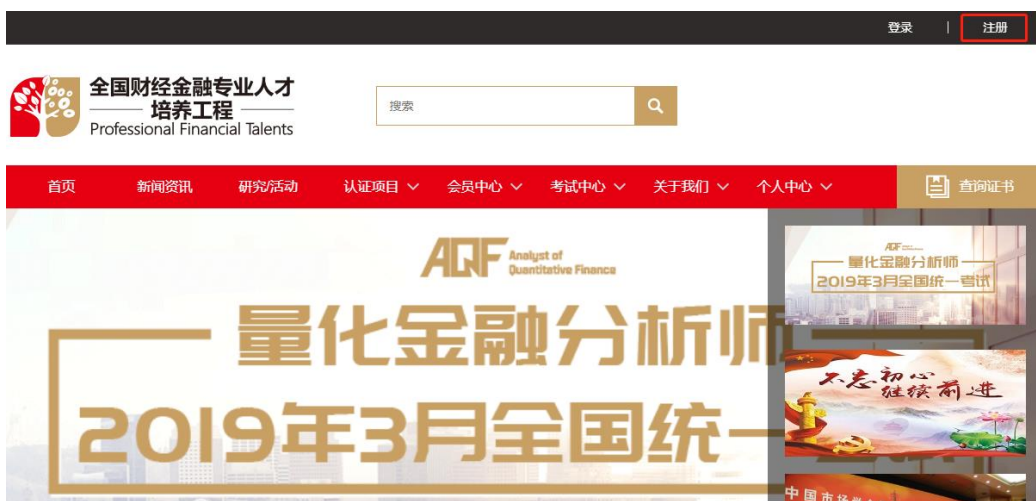 登录 | 注册
全国财经金融专业人才
培养工程
Professional Financial Talents
搜索
首页 新闻资讯 研究/活动 认证项目 会员中心 考试中心 关于我们 个人中心 查询证书
AQF Analyst of
Quantitative Finance
量化金融分析师
2019年3月全国统一
AQF
量化金融分析师
2019年3月全国统一考试
不忘初心
继续前进
中国市场